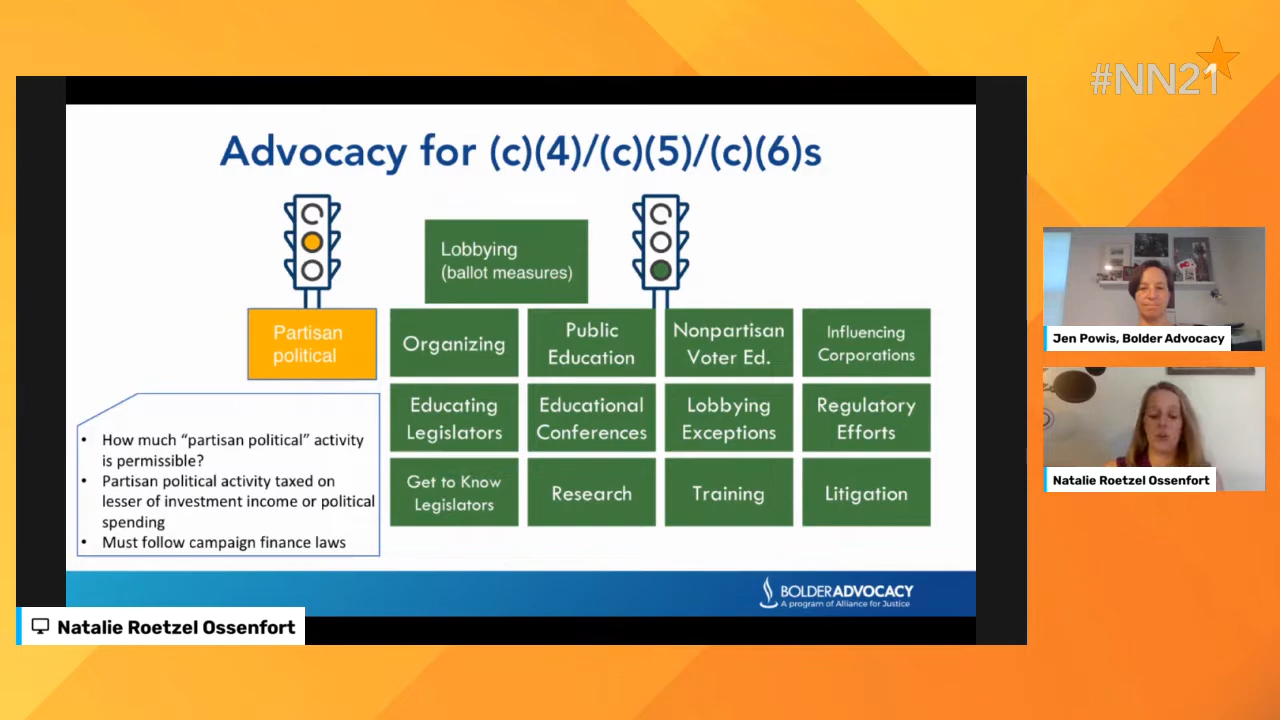 #NN21
Advocacy for (c)(4)/(c)(5)/(c)(6)s
Lobbying
(ballot measures)
Partisan
political
Organizing
Public
Education
Nonpartisan
Voter Ed.
Influencing
Corporations
Educating
Legislators
Educational
Conferences
Lobbying
Exceptions
Regulatory
Efforts
Get to Know
Legislators
Research
Training
Litigation
• How much “partisan political” activity
is permissible?
• Partisan political activity taxed on
lesser of investment income or political
spending
• Must follow campaign finance laws
BOLDERADVOCACY
A program of Alliance for Justice
Natalie Roetzel Ossenfort
Jen Powis, Bolder Advocacy
Natalie Roetzel Ossenfort